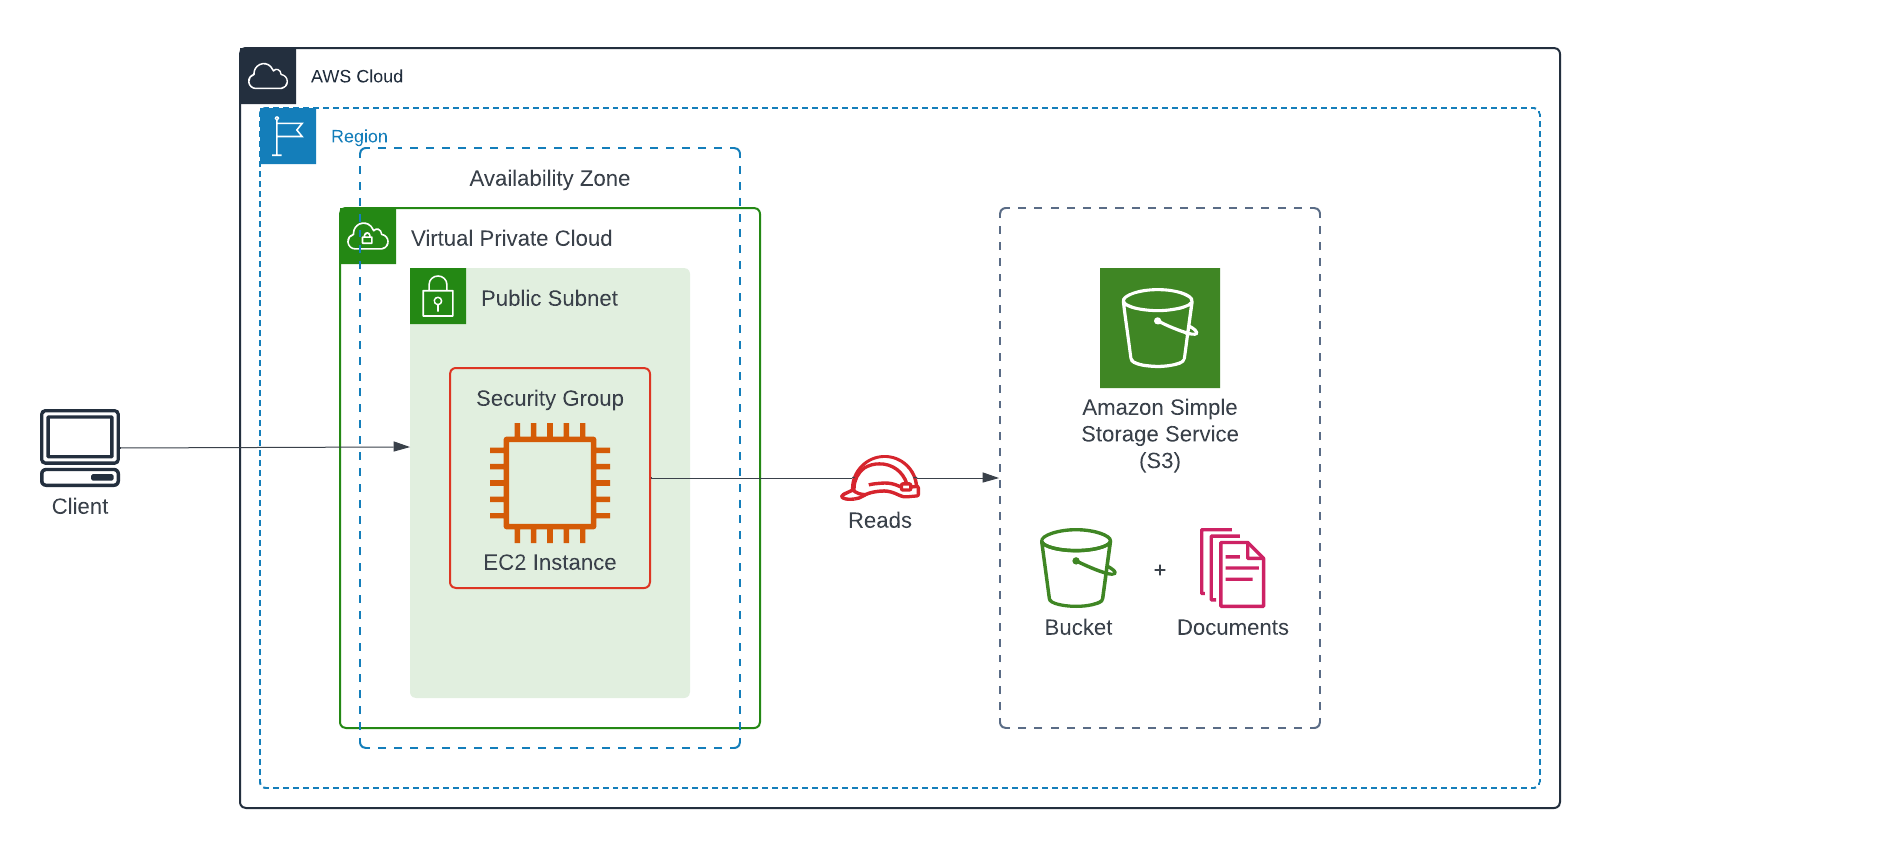 AWS Cloud
Region
Availability Zone
Virtual Private Cloud
Public Subnet
Security Group
EC2 Instance
Client
Reads
Amazon Simple
Storage Service
(S3)
Bucket
+
Documents